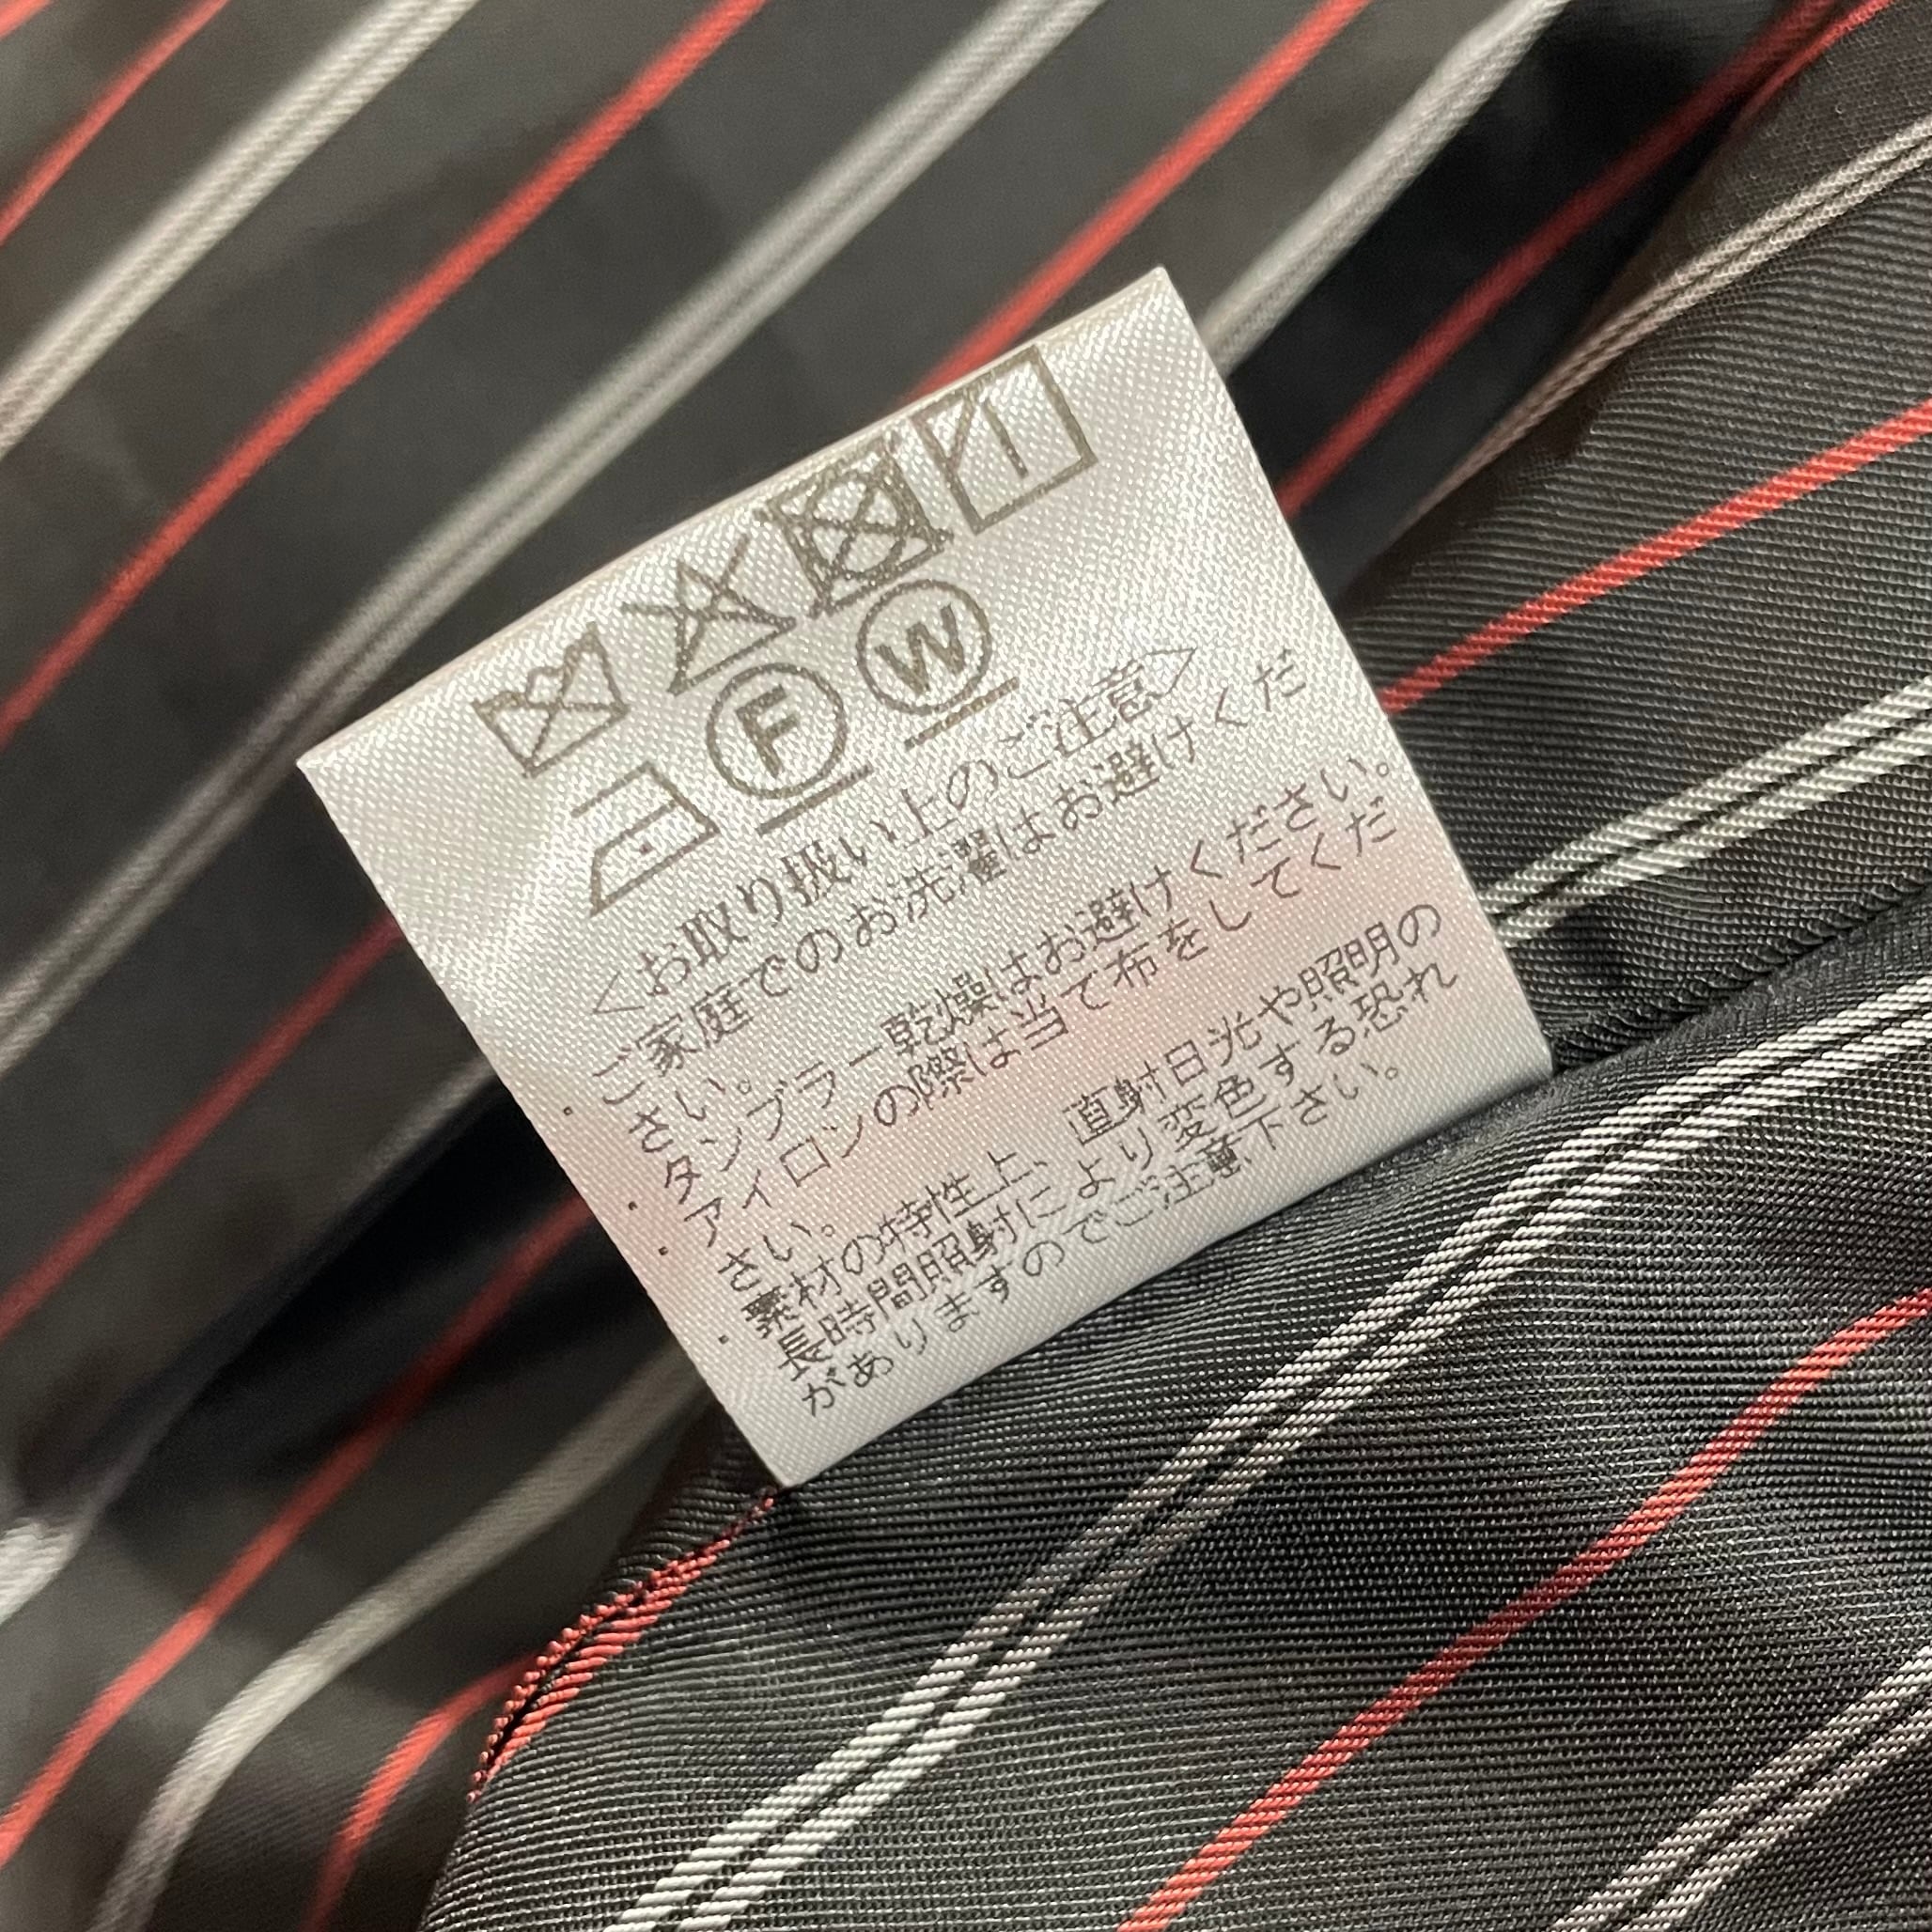 F W
<お取り扱い上のご注意>
・ご家庭でのお洗濯はお避けくだ
さい。
・タンブラー乾燥はお避けください。
・アイロンの際は当て布をしてくだ
さい。
・素材の特性上、直射日光や照明の
長時間照射により変色する恐れ
がありますのでご注意下さい。